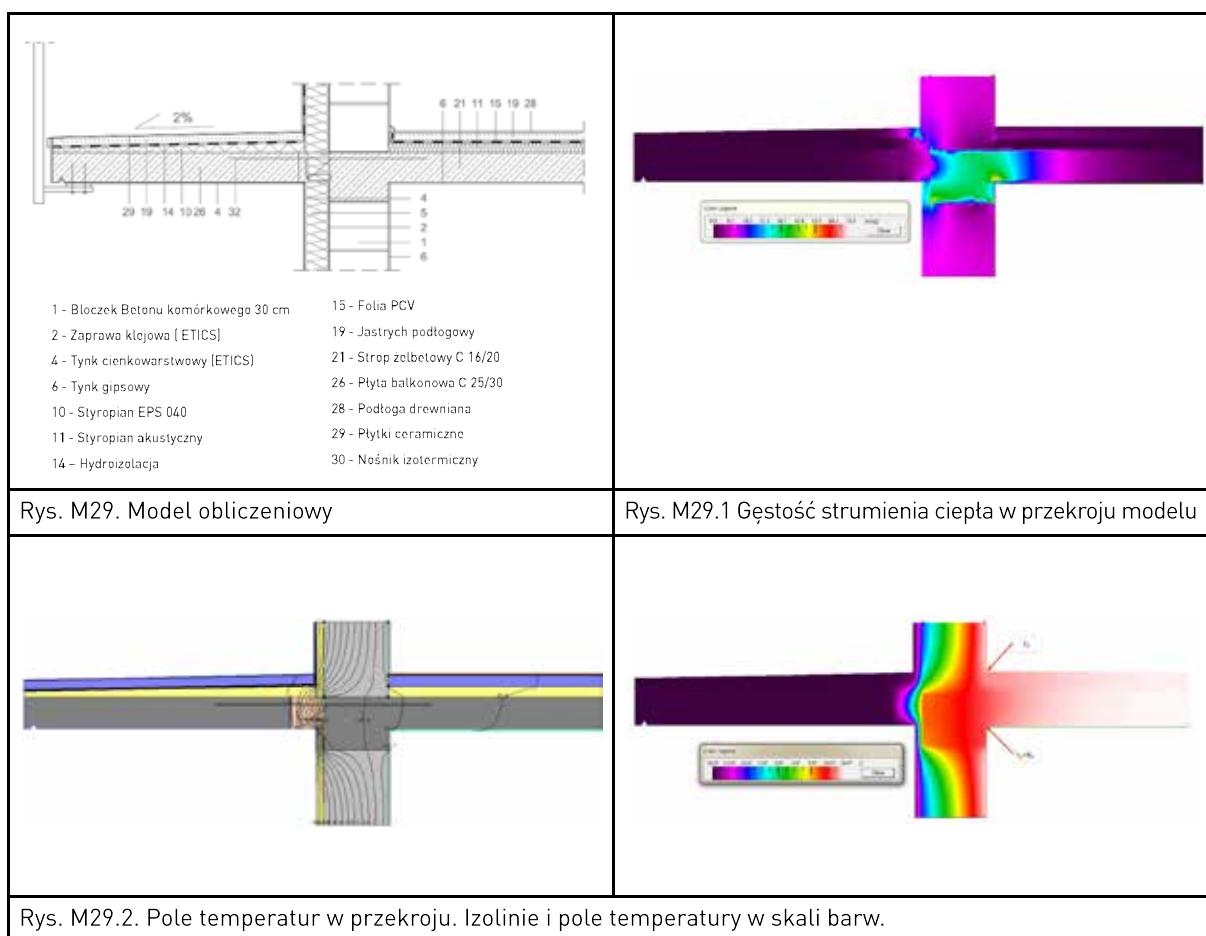 2%
6 21 11 15 19 28
29 19 14 10 26 4 32
4
5
2
1
6
1 - Bloczek Betonu komórkowego 30 cm
2 - Zaprawa klejowa ( ETICS)
4 - Tynk cienkowarstwowy (ETICS)
6 - Tynk gipsowy
10 - Styropian EPS 040
11 - Styropian akustyczny
14 – Hydroizolacja
15 - Folia PCV
19 - Jastrych podłogowy
21 - Strop żelbetowy C 16/20
26 - Płyta balkonowa C 25/30
28 - Podłoga drewniana
29 - Płytki ceramiczne
30 - Nośnik izotermiczny
Rys. M29. Model obliczeniowy
Rys. M29.1 Gęstość strumienia ciepła w przekroju modelu
Rys. M29.2. Pole temperatur w przekroju. Izolinie i pole temperatury w skali barw.